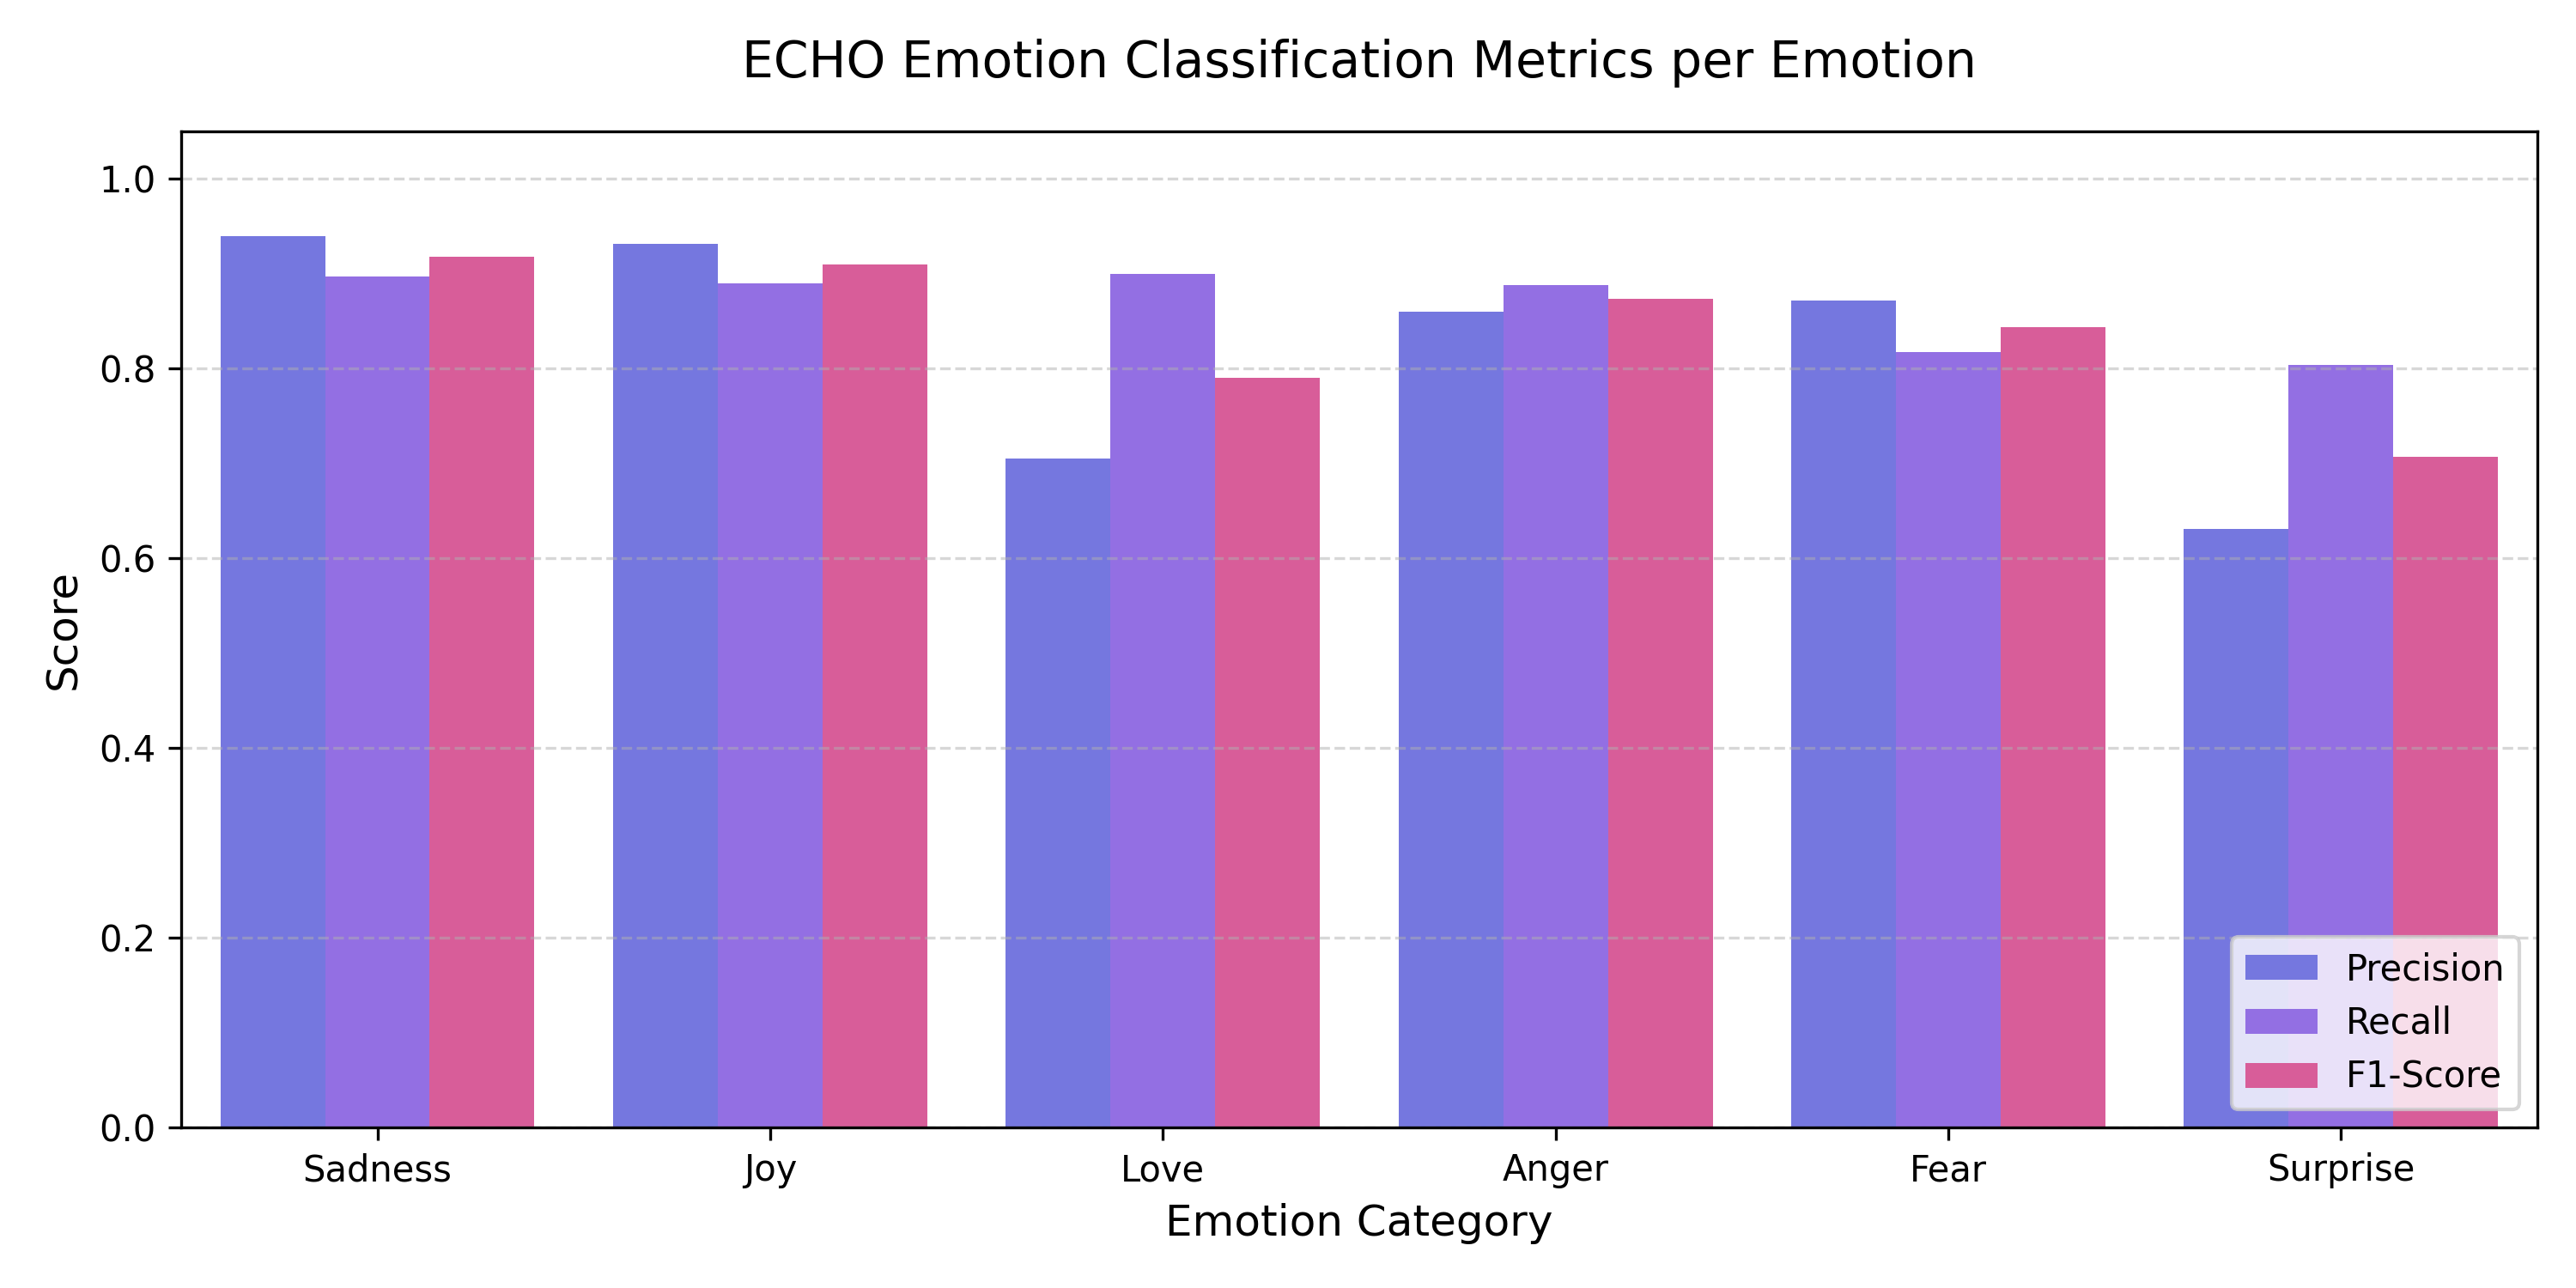 ECHO Emotion Classification Metrics per Emotion
1.0
0.8
0.6
0.4
0.2
0.0
Score
Precision
Recall
F1-Score
Sadness
Joy
Love
Anger
Fear
Surprise
Emotion Category